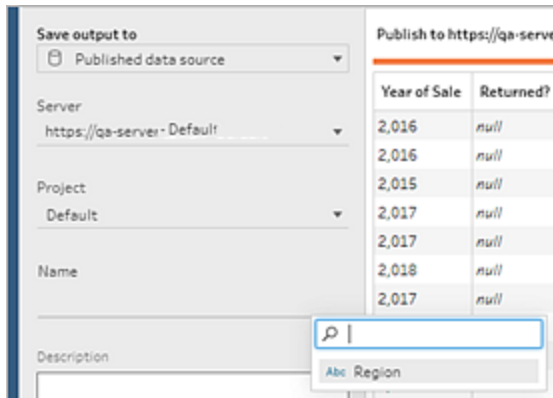 Save output to
Published data source
Server
https://qa-server - Default
Project
Default
Name
Description
Publish to https://qa-serve
Year of Sale Returned?
2,016 null
2,016 null
2,015 null
2,017 null
2,017 null
2,018 null
2,017 null
Abc Region